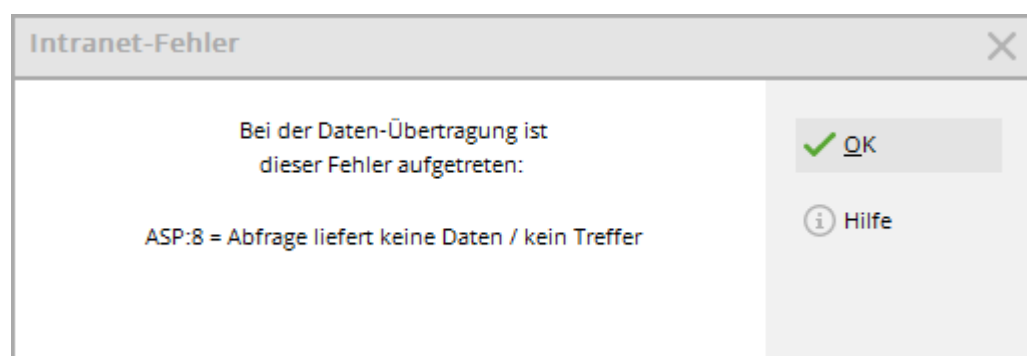 Intranet-Fehler
Bei der Daten-Übertragung ist
dieser Fehler aufgetreten:
ASP:8 = Abfrage liefert keine Daten / kein Treffer
OK
Hilfe